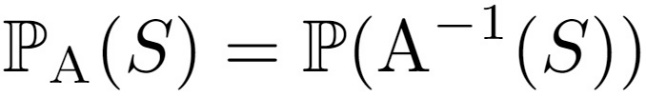 ℙ_A(S) = ℙ(A⁻¹(S))